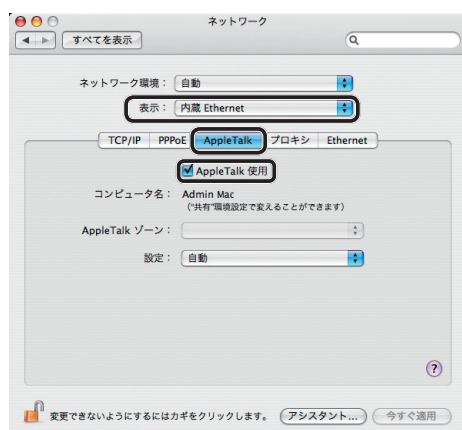 ネットワーク
すべてを表示
ネットワーク環境： 自動
表示： 内蔵 Ethernet
TCP/IP PPPoE AppleTalk プロキシ Ethernet
AppleTalk 使用
コンピュータ名： Admin Mac
("共有"環境設定で変えることができます)
AppleTalk ゾーン：
設定： 自動
?
変更できないようにするにはカギをクリックします。 アシスタント... 今すぐ適用